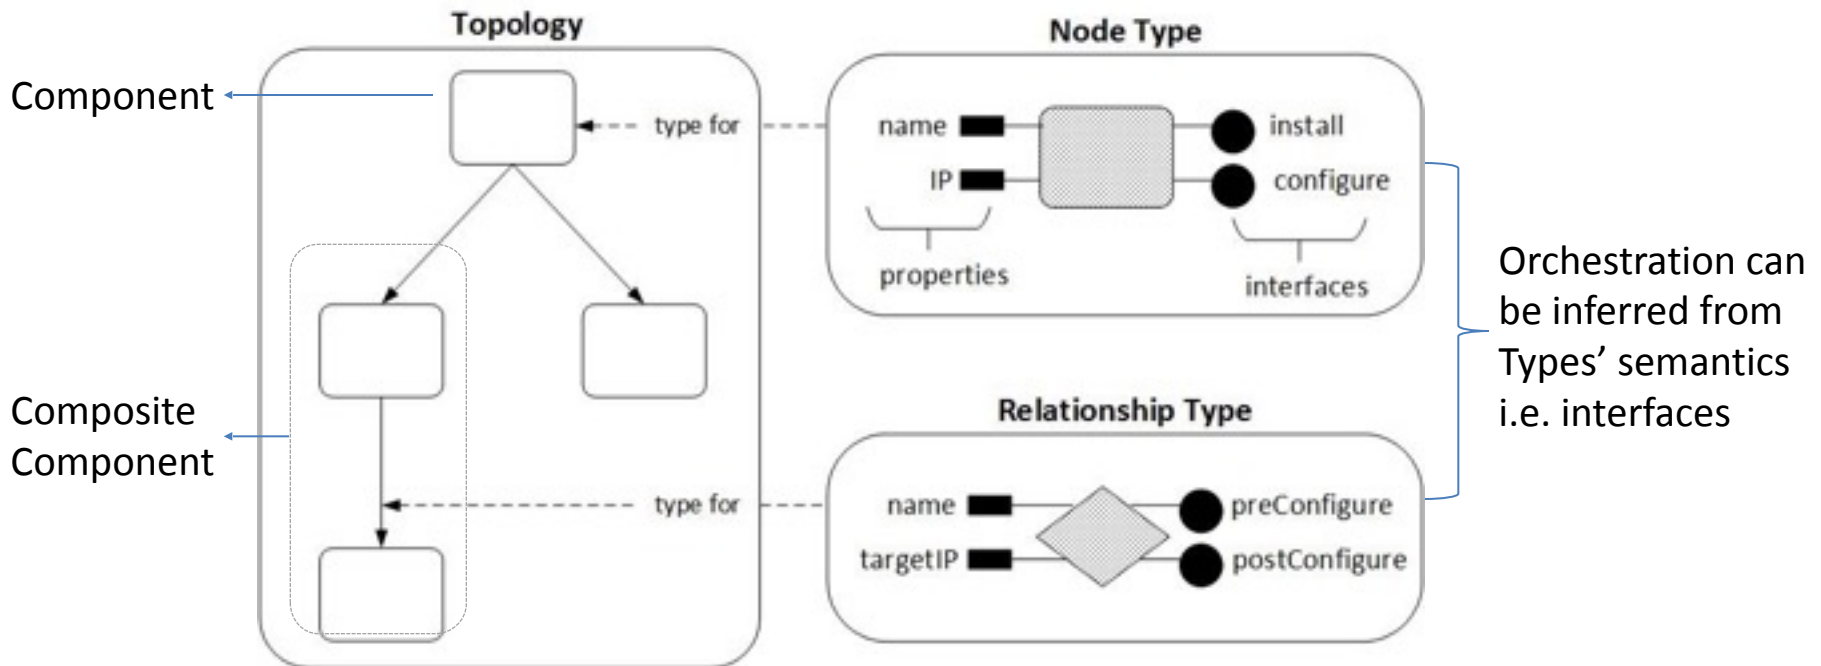 Topology
Component
type for
Composite
Component
type for
Node Type
name
IP
properties
install
configure
interfaces
Relationship Type
name
targetIP
preConfigure
postConfigure
Orchestration can
be inferred from
Types’ semantics
i.e. interfaces